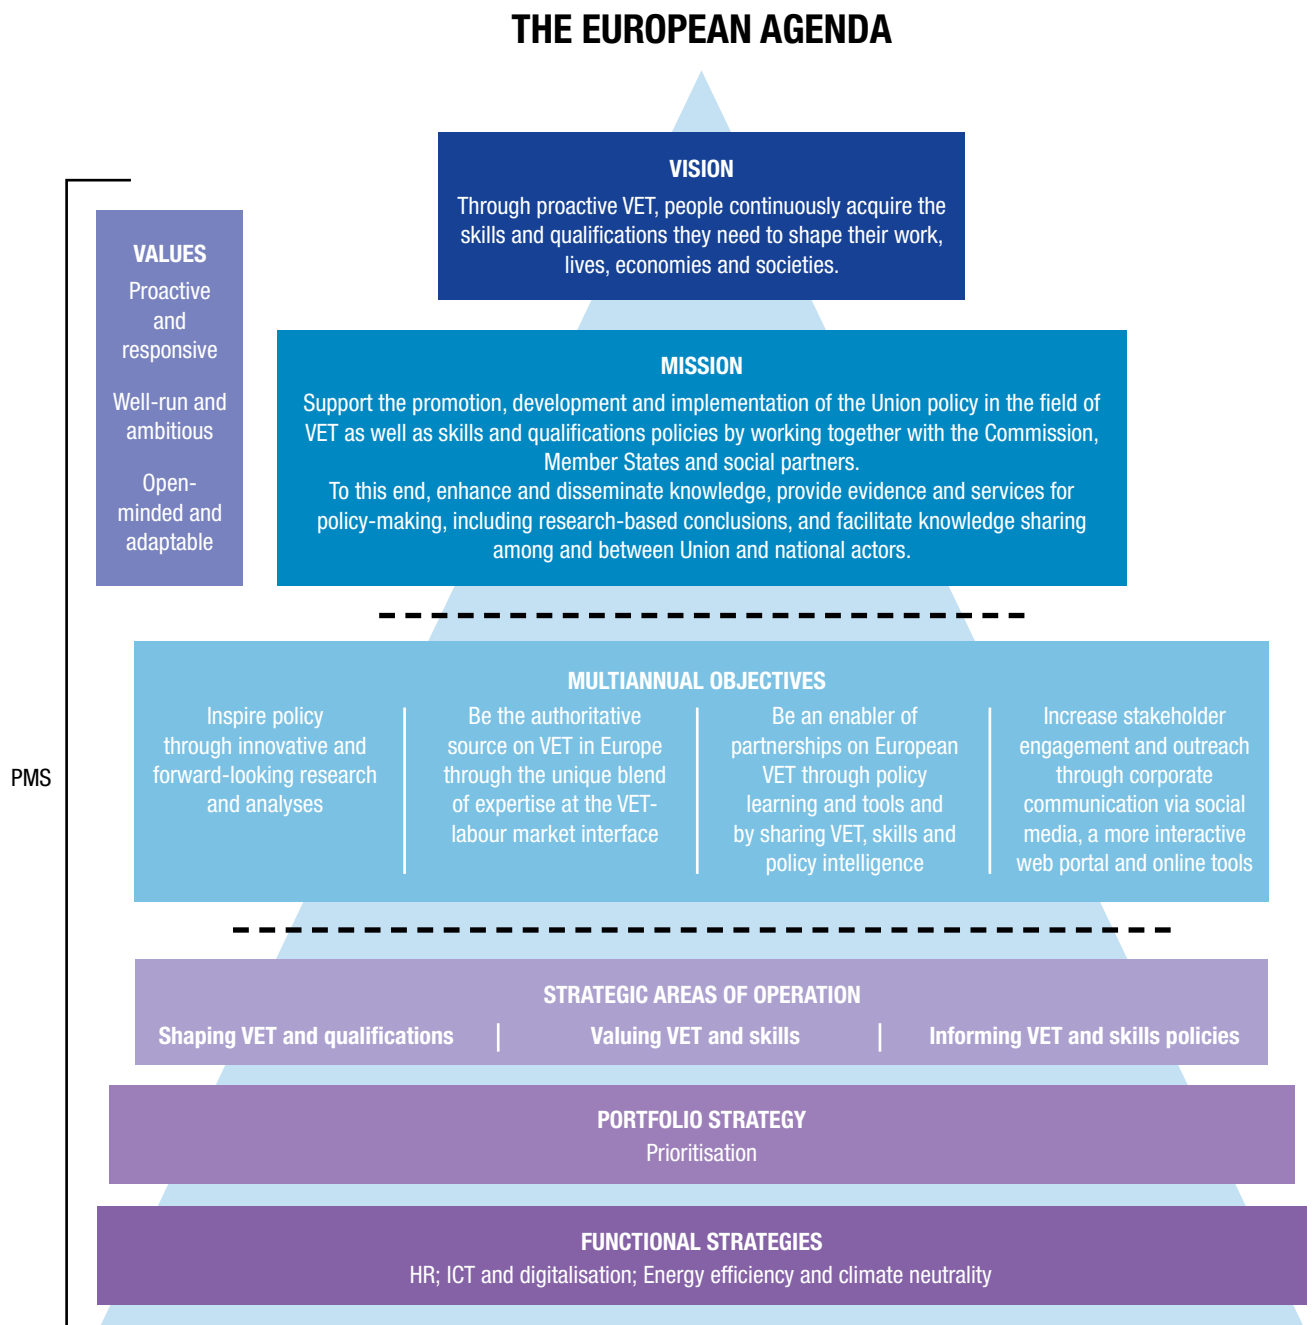 THE EUROPEAN AGENDA
VISION
Through proactive VET, people continuously acquire the
skills and qualifications they need to shape their work,
lives, economies and societies.
VALUES
Proactive
and
responsive
Well-run and
ambitious
Open-
minded and
adaptable
MISSION
Support the promotion, development and implementation of the Union policy in the field of
VET as well as skills and qualifications policies by working together with the Commission,
Member States and social partners.
To this end, enhance and disseminate knowledge, provide evidence and services for
policy-making, including research-based conclusions, and facilitate knowledge sharing
among and between Union and national actors.
PMS
MULTIANNUAL OBJECTIVES
Inspire policy
through innovative and
forward-looking research
and analyses
Be the authoritative
source on VET in Europe
through the unique blend
of expertise at the VET-
labour market interface
Be an enabler of
partnerships on European
VET through policy
learning and tools and
by sharing VET, skills and
policy intelligence
Increase stakeholder
engagement and outreach
through corporate
communication via social
media, a more interactive
web portal and online tools
STRATEGIC AREAS OF OPERATION
Shaping VET and qualifications
Valuing VET and skills
Informing VET and skills policies
PORTFOLIO STRATEGY
Prioritisation
FUNCTIONAL STRATEGIES
HR; ICT and digitalisation; Energy efficiency and climate neutrality